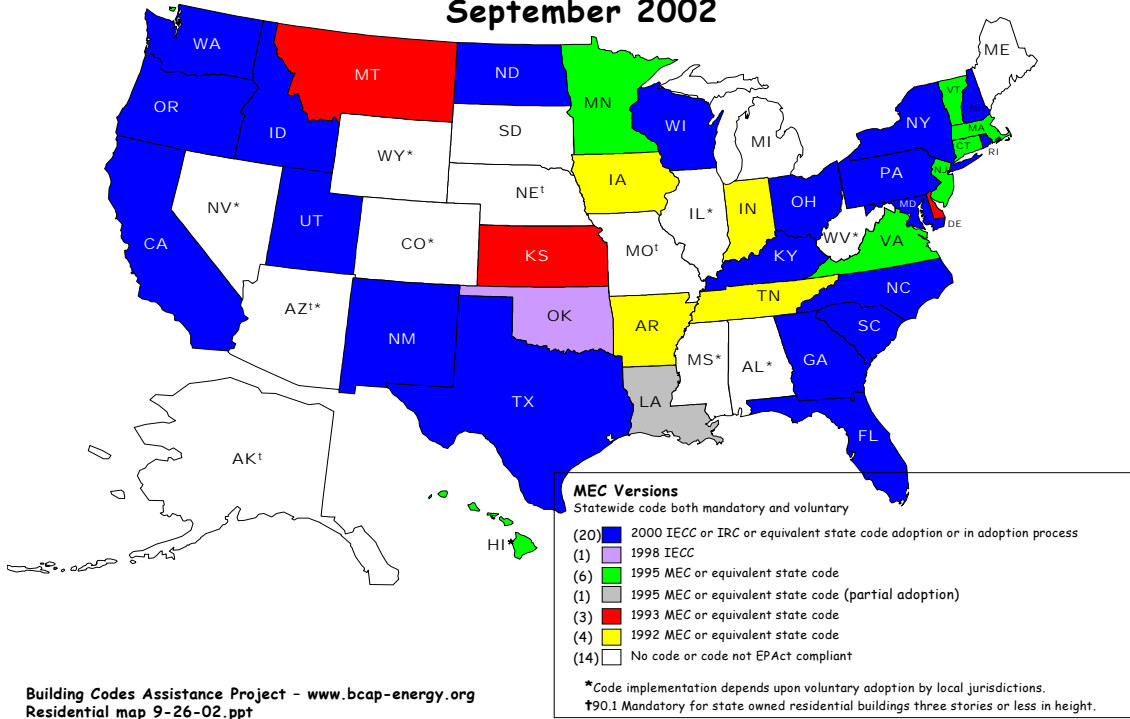 September 2002
WA
MT
ND
MN
ME
OR
ID
SD
WI
MI
NY
VT
NH
MA
CT
RI
WY*
IA
NE†
PA
NJ
NV*
UT
CO*
IL*
IN
OH
MD
DE
CA
KS
MO†
WV*
VA
KY
AZ†*
NM
OK
AR
TN
NC
SC
MS*
AL*
GA
TX
LA
FL
AK†
HI*
MEC Versions
Statewide code both mandatory and voluntary
(20) 2000 IECC or IRC or equivalent state code adoption or in adoption process
(1) 1998 IECC
(6) 1995 MEC or equivalent state code
(1) 1995 MEC or equivalent state code (partial adoption)
(3) 1993 MEC or equivalent state code
(4) 1992 MEC or equivalent state code
(14) No code or code not EPAct compliant
*Code implementation depends upon voluntary adoption by local jurisdictions.
†90.1 Mandatory for state owned residential buildings three stories or less in height.
Building Codes Assistance Project – www.bcap-energy.org
Residential map 9-26-02.ppt